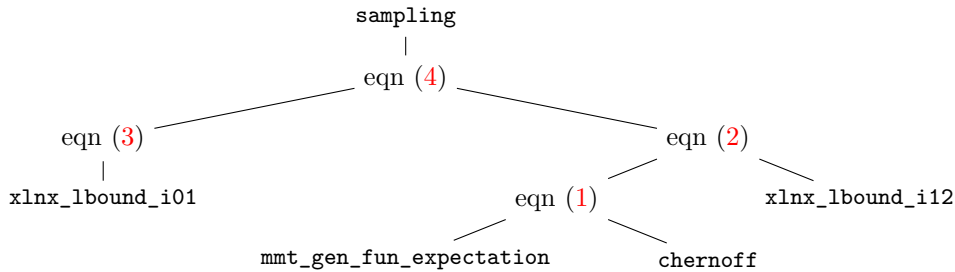 sampling
eqn (4)
eqn (3)
eqn (2)
xlnx_lbound_i01
eqn (1)
xlnx_lbound_i12
mmt_gen_fun_expectation
chernoff